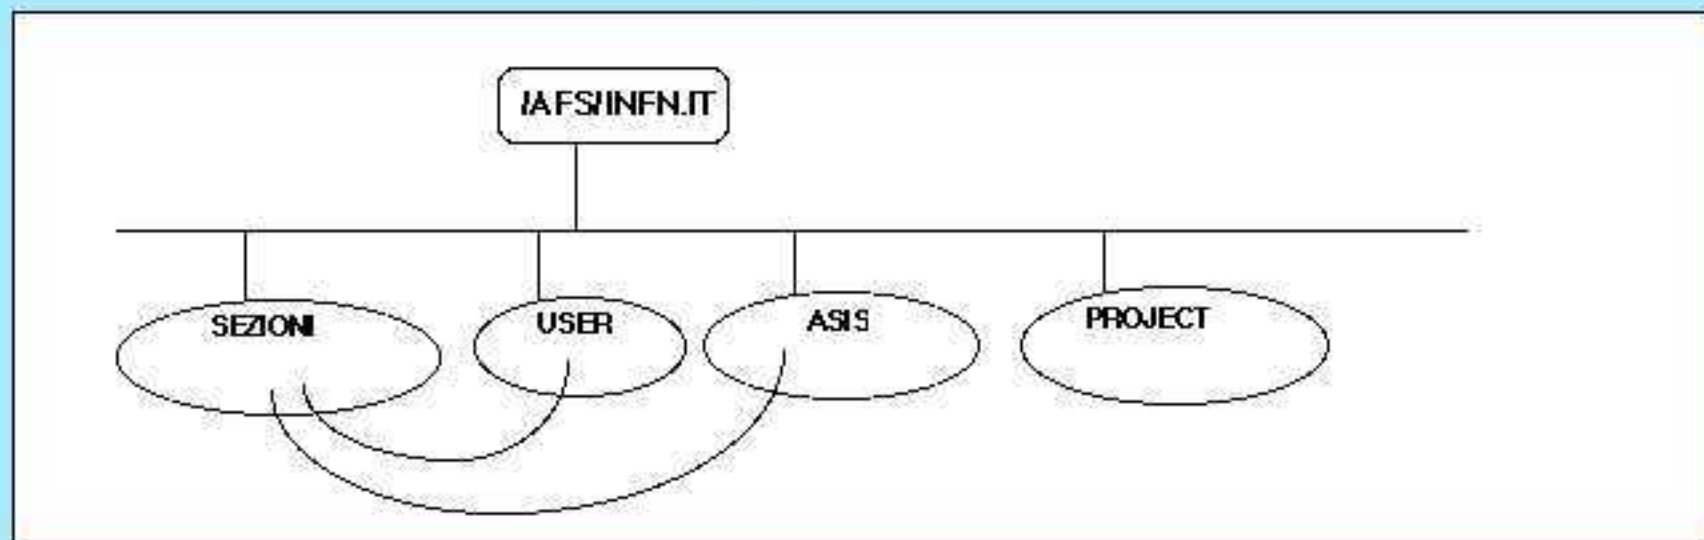 /AFS/INFN.IT
SEZIONI
USER
ASIS
PROJECT